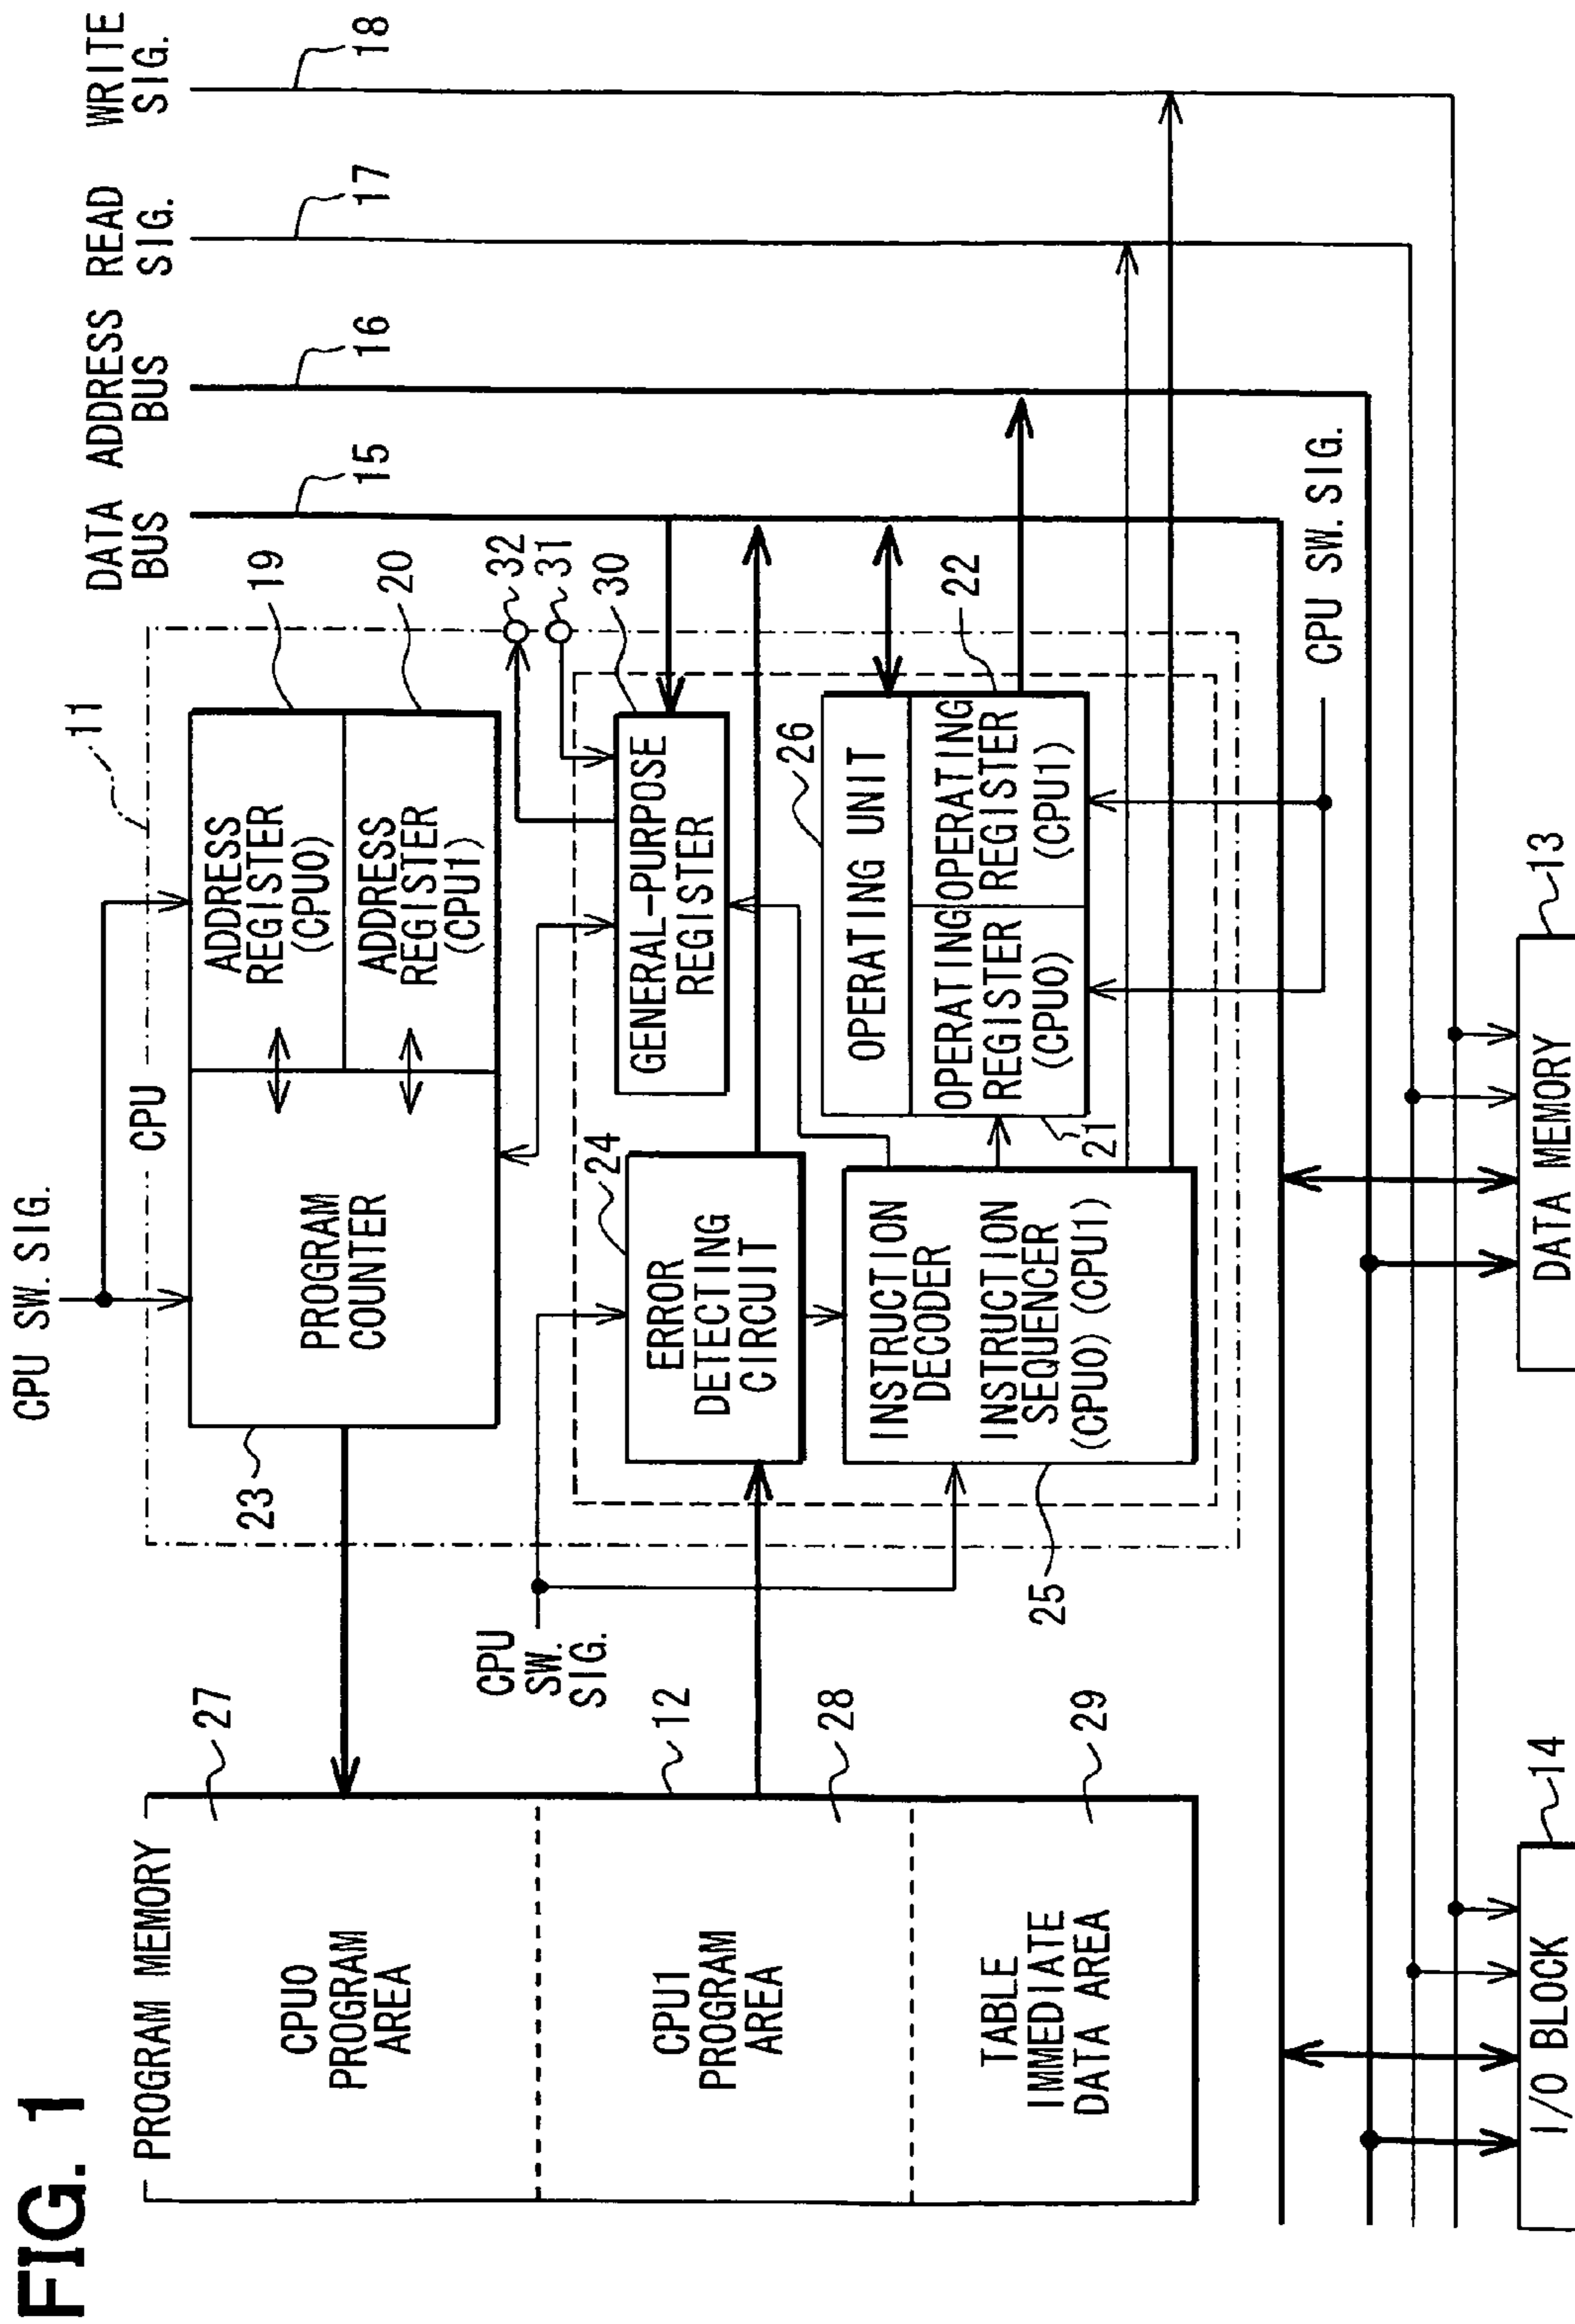 FIG. 1
CPU SW. SIG.
PROGRAM MEMORY
27
CPU0
PROGRAM
AREA
12
CPU1
PROGRAM
AREA
28
TABLE
IMMEDIATE
DATA AREA
29
CPU
11
23
PROGRAM
COUNTER
ADDRESS
REGISTER
(CPU0)
19
ADDRESS
REGISTER
(CPU1)
20
CPU
SW.
SIG.
32
31
24
ERROR
DETECTING
CIRCUIT
30
GENERAL-PURPOSE
REGISTER
25
INSTRUCTION
DECODER
INSTRUCTION
SEQUENCER
(CPU0) (CPU1)
26
OPERATING UNIT
21
OPERATING
REGISTER
(CPU0)
22
OPERATING
REGISTER
(CPU1)
CPU SW. SIG.
DATA
BUS
15
ADDRESS
BUS
16
READ
SIG.
17
WRITE
SIG.
18
I/O BLOCK
14
DATA MEMORY
13